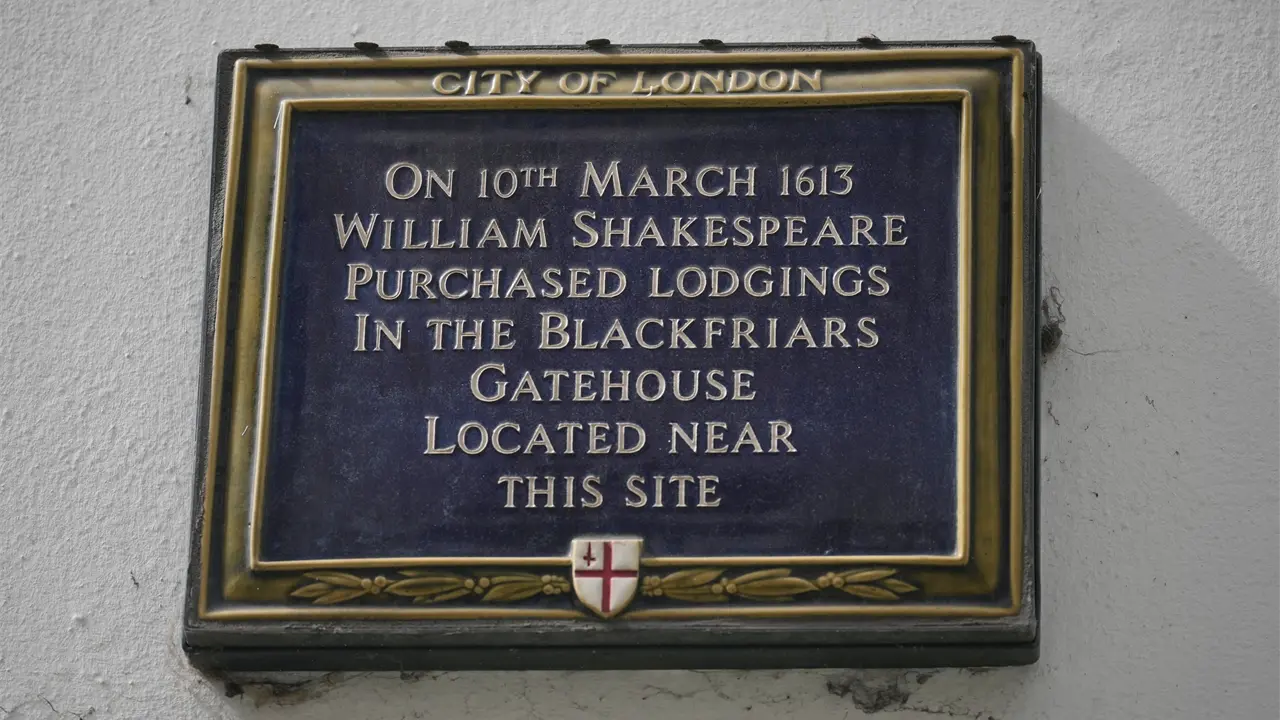 CITY OF LONDON
ON 10TH MARCH 1613
WILLIAM SHAKESPEARE
PURCHASED LODGINGS
IN THE BLACKFRIARS
GATEHOUSE
LOCATED NEAR
THIS SITE